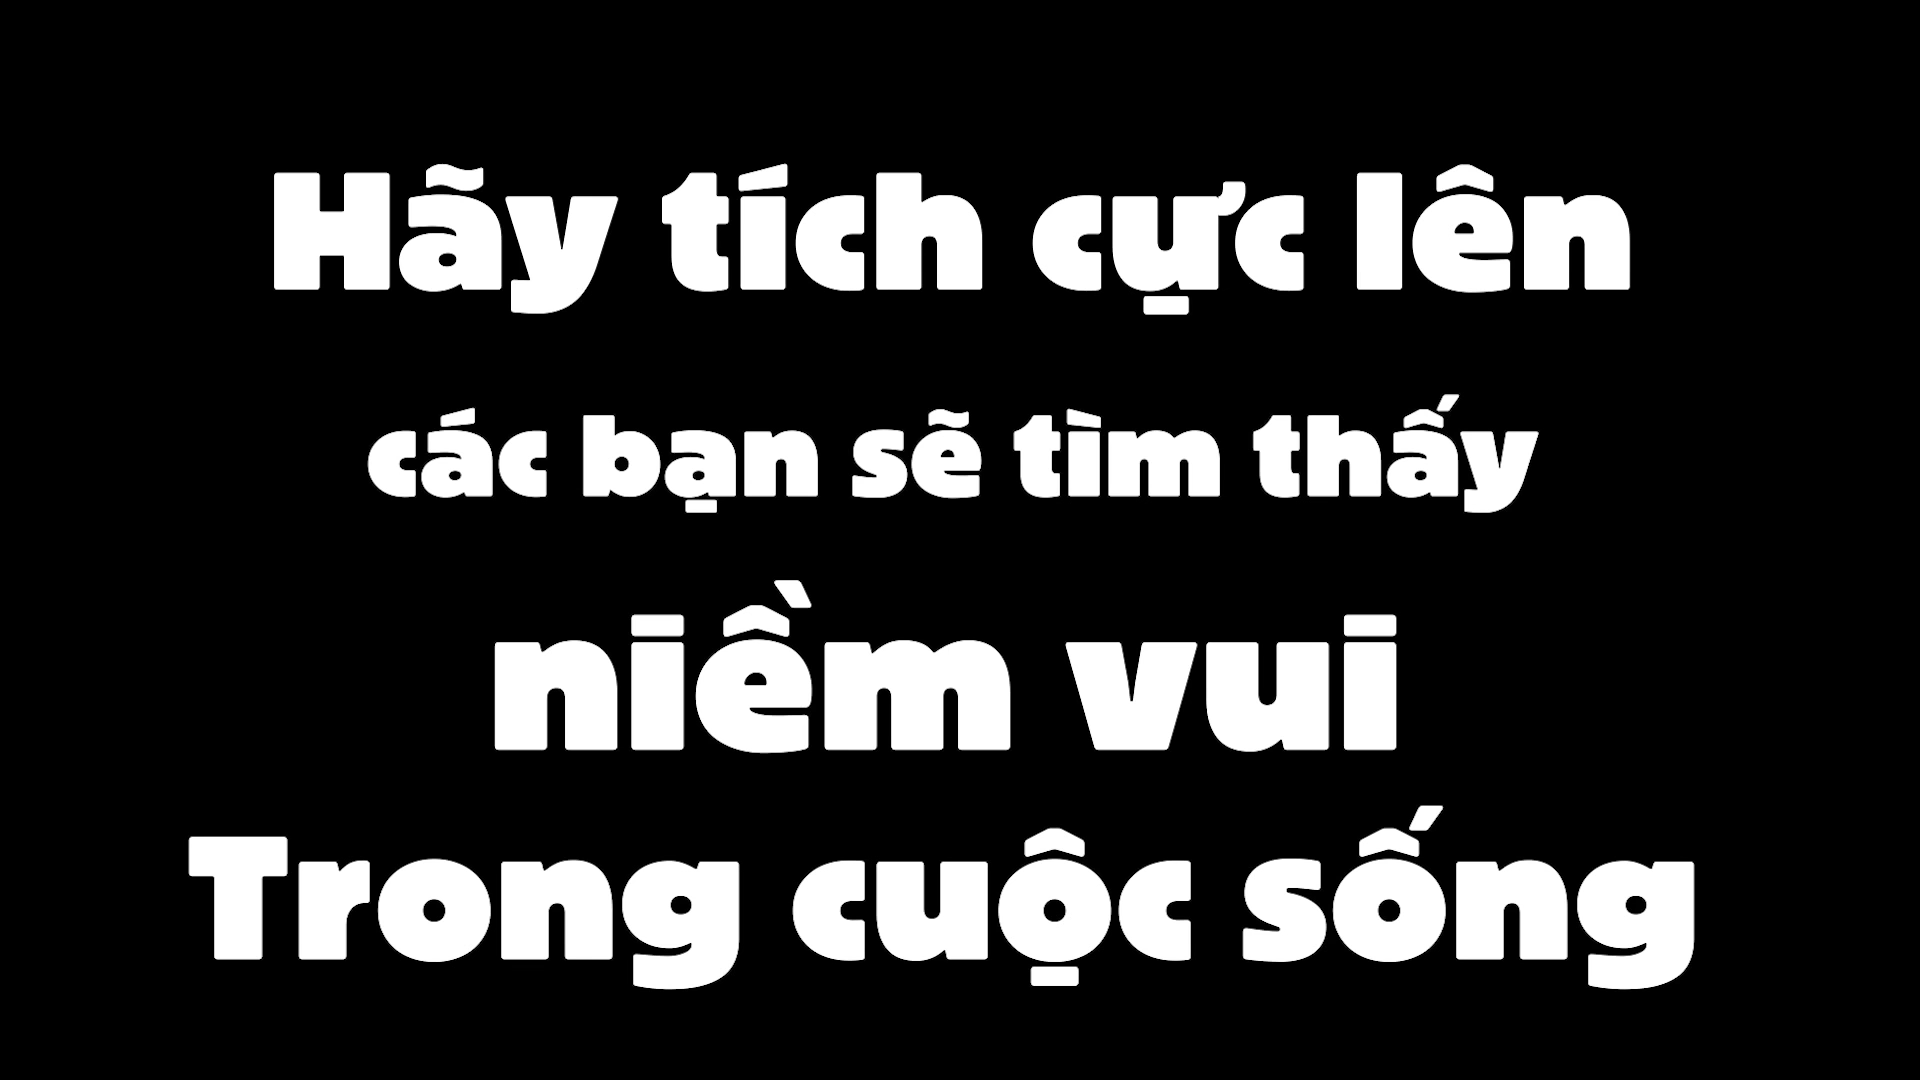 Hãy tích cực lên
các bạn sẽ tìm thấy
niềm vui
Trong cuộc sống